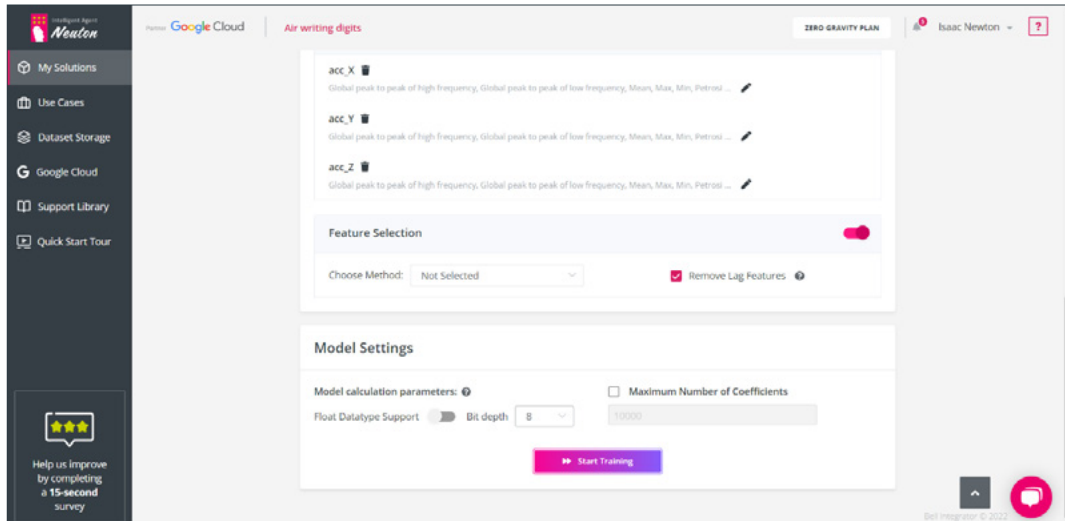 Intelligent Agent
Neuton
Partner Google Cloud
Air writing digits
ZERO GRAVITY PLAN
1
Isaac Newton
?
My Solutions
Use Cases
Dataset Storage
Google Cloud
Support Library
Quick Start Tour
acc_X
Global peak to peak of high frequency, Global peak to peak of low frequency, Mean, Max, Min, Petrosi ...
acc_Y
Global peak to peak of high frequency, Global peak to peak of low frequency, Mean, Max, Min, Petrosi ...
acc_Z
Global peak to peak of high frequency, Global peak to peak of low frequency, Mean, Max, Min, Petrosi ...
Feature Selection
Choose Method: Not Selected
Remove Lag Features ?
Model Settings
Model calculation parameters: ?
Maximum Number of Coefficients
Float Datatype Support
Bit depth 8
10000
Start Training
Help us improve
by completing
a 15-second
survey
Bell Integrator © 2022